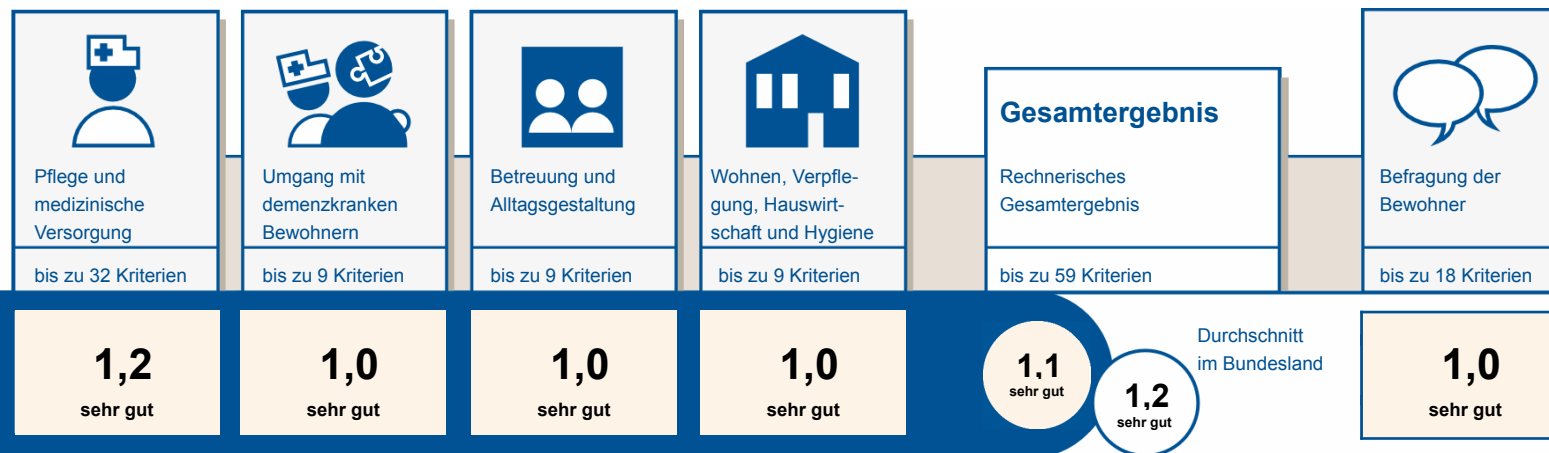 Pflege und
medizinische
Versorgung
bis zu 32 Kriterien
1,2
sehr gut
Umgang mit
demenzkranken
Bewohnern
bis zu 9 Kriterien
1,0
sehr gut
Betreuung und
Alltagsgestaltung
bis zu 9 Kriterien
1,0
sehr gut
Wohnen, Verpfle-
gung, Hauswirt-
schaft und Hygiene
bis zu 9 Kriterien
1,0
sehr gut
Gesamtergebnis
Rechnerisches
Gesamtergebnis
bis zu 59 Kriterien
1,1
sehr gut
1,2
sehr gut
Durchschnitt
im Bundesland
Befragung der
Bewohner
bis zu 18 Kriterien
1,0
sehr gut